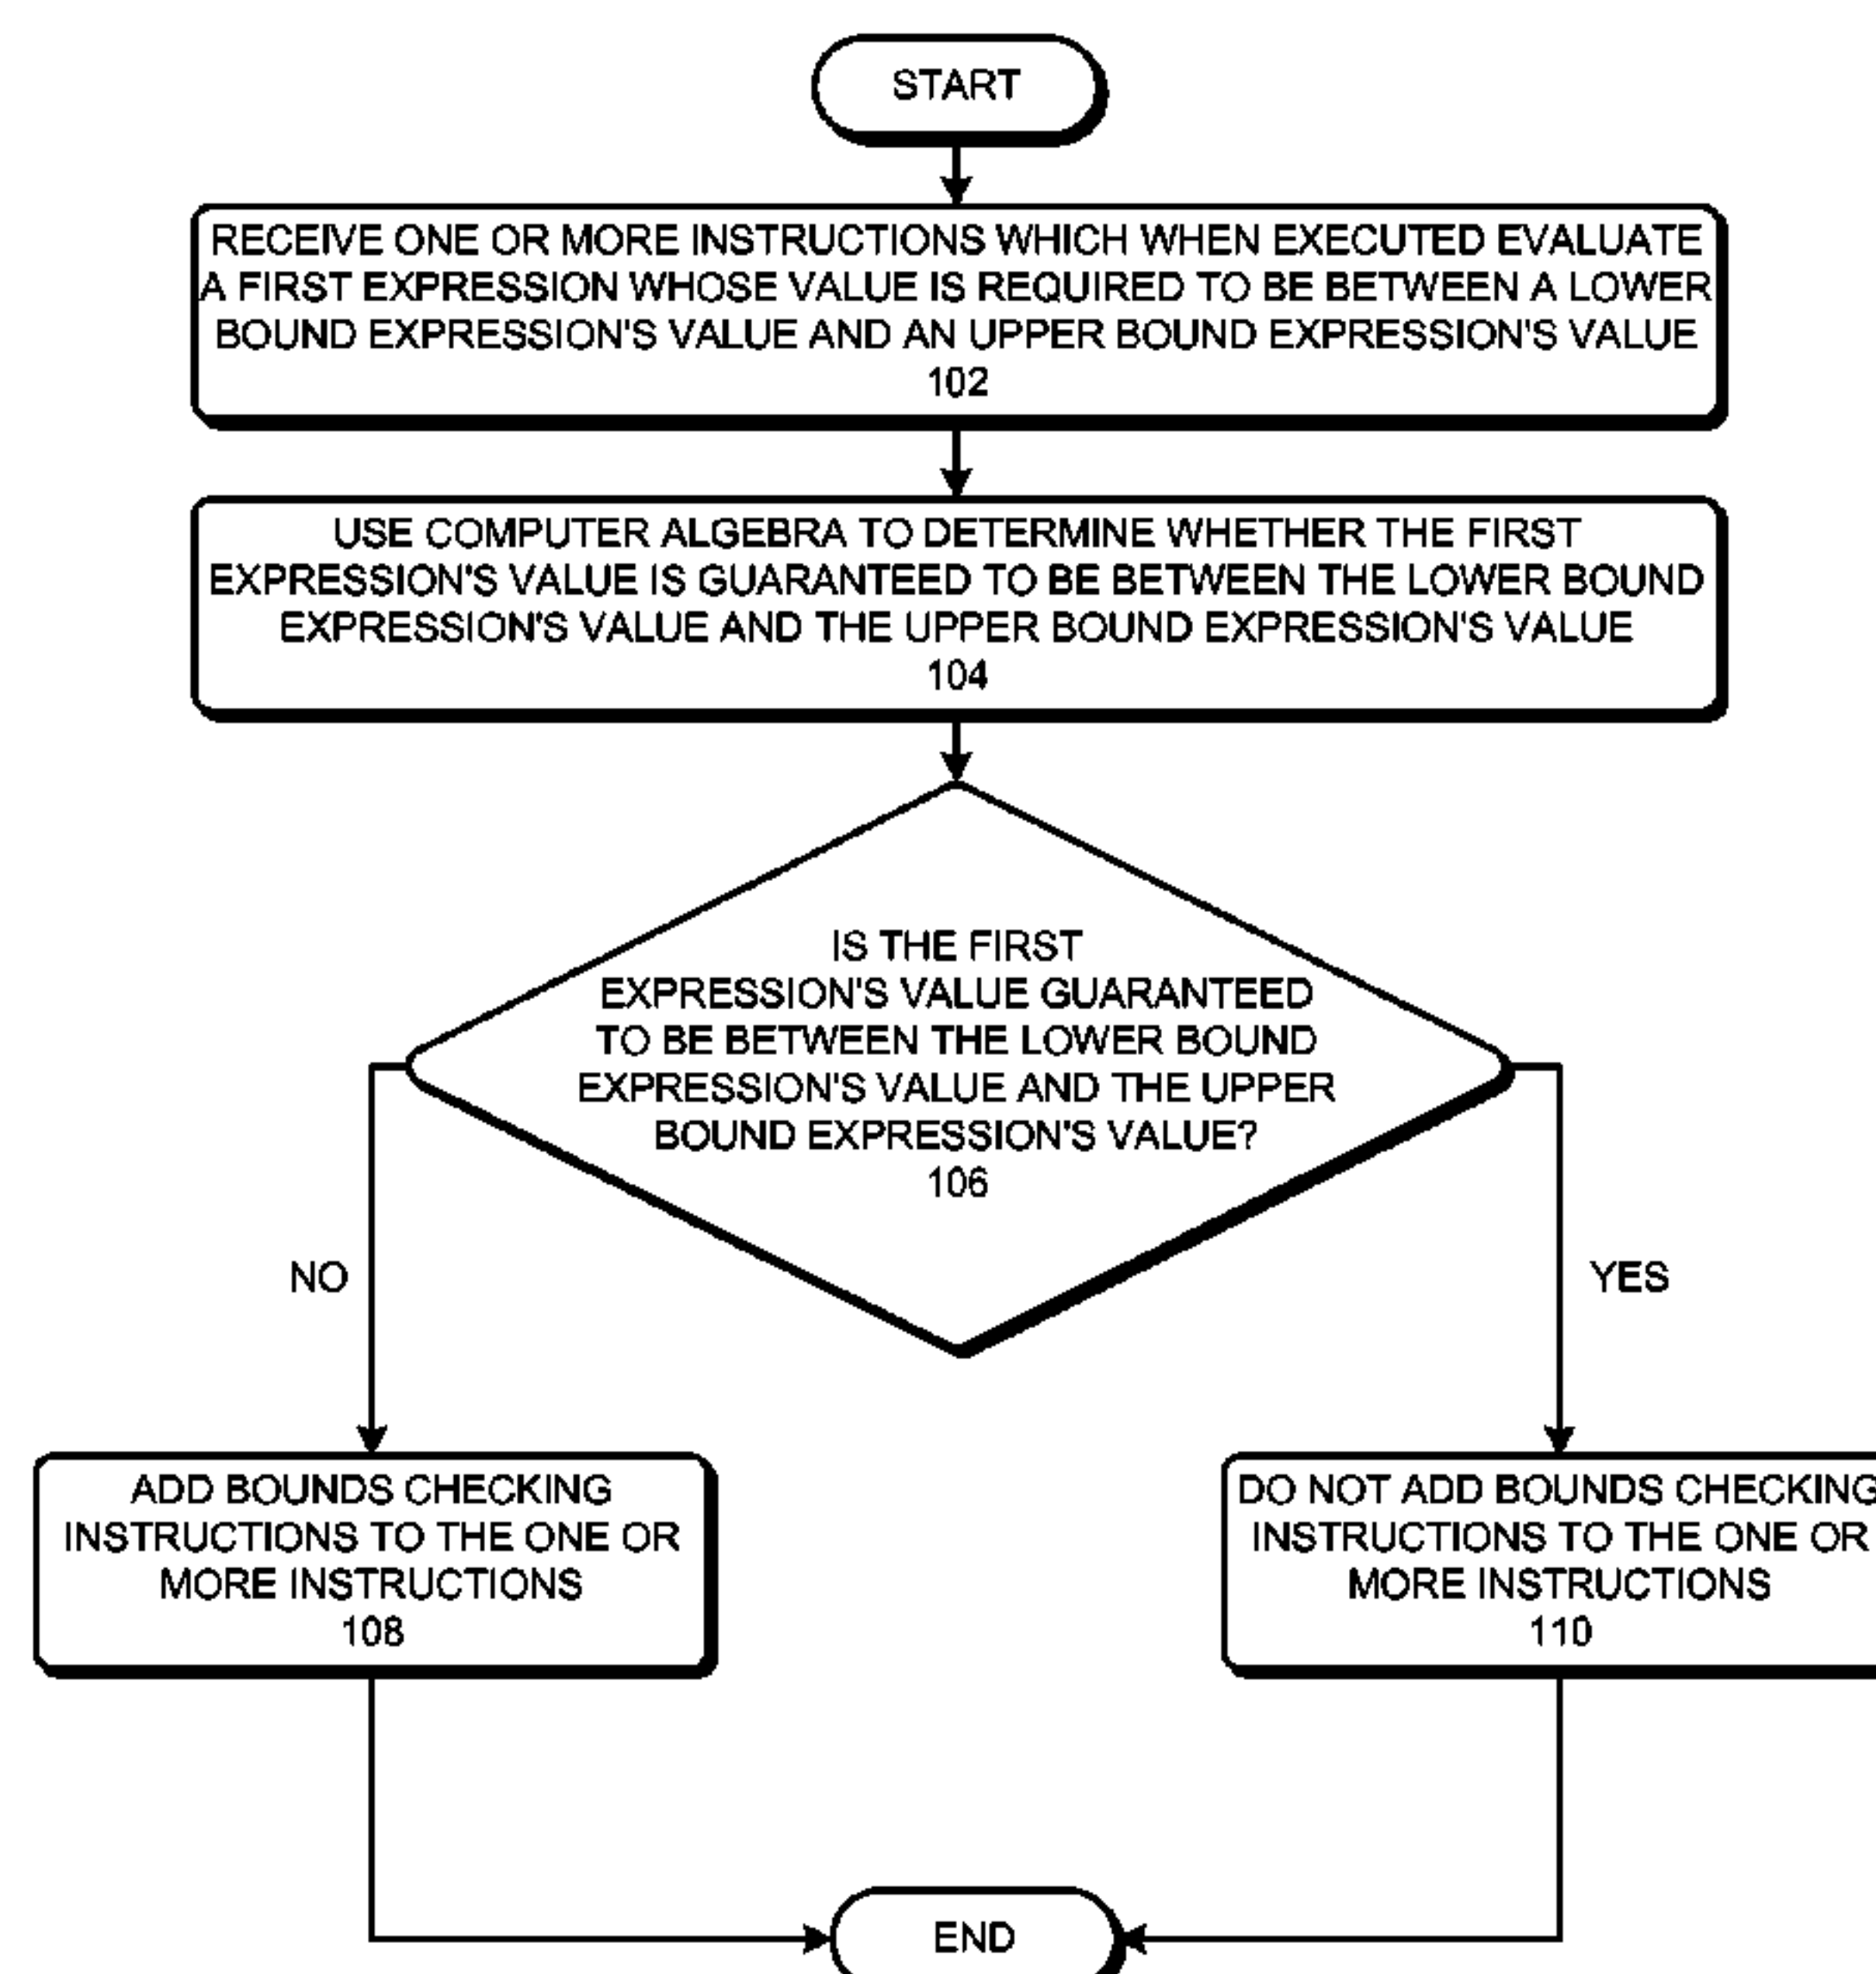 START
RECEIVE ONE OR MORE INSTRUCTIONS WHICH WHEN EXECUTED EVALUATE
A FIRST EXPRESSION WHOSE VALUE IS REQUIRED TO BE BETWEEN A LOWER
BOUND EXPRESSION'S VALUE AND AN UPPER BOUND EXPRESSION'S VALUE
102
USE COMPUTER ALGEBRA TO DETERMINE WHETHER THE FIRST
EXPRESSION'S VALUE IS GUARANTEED TO BE BETWEEN THE LOWER BOUND
EXPRESSION'S VALUE AND THE UPPER BOUND EXPRESSION'S VALUE
104
IS THE FIRST
EXPRESSION'S VALUE GUARANTEED
TO BE BETWEEN THE LOWER BOUND
EXPRESSION'S VALUE AND THE UPPER
BOUND EXPRESSION'S VALUE?
106
NO
YES
ADD BOUNDS CHECKING
INSTRUCTIONS TO THE ONE OR
MORE INSTRUCTIONS
108
DO NOT ADD BOUNDS CHECKING
INSTRUCTIONS TO THE ONE OR
MORE INSTRUCTIONS
110
END